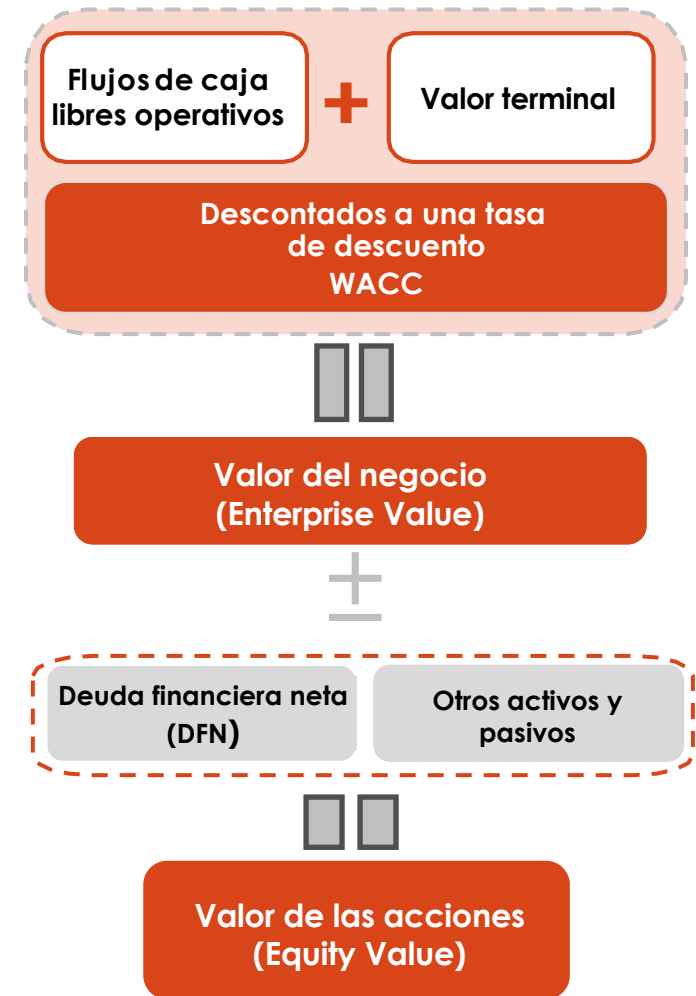 Flujos de caja
libres operativos
+
Valor terminal
Descontados a una tasa
de descuento
WACC
Valor del negocio
(Enterprise Value)
±
Deuda financiera neta
(DFN)
Otros activos y
pasivos
Valor de las acciones
(Equity Value)